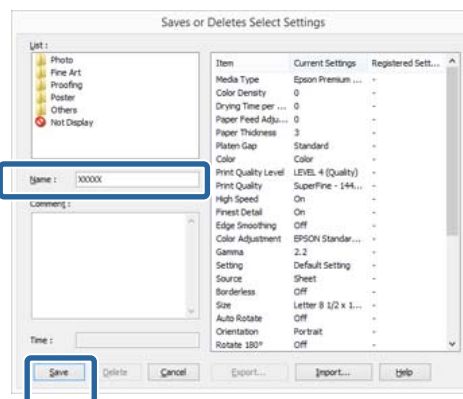 Saves or Deletes Select Settings
List :
Photo
Fine Art
Proofing
Poster
Others
Not Display
Name : XXXXX
Comment :
Time :
Item Current Settings Registered Sett...
Media Type Epson Premium ... -
Color Density 0 -
Drying Time per ... 0 -
Paper Feed Adju... 0 -
Paper Thickness 3 -
Platen Gap Standard -
Color Color -
Print Quality Level LEVEL 4 (Quality) -
Print Quality SuperFine - 144... -
High Speed On -
Finest Detail On -
Edge Smoothing Off -
Color Adjustment EPSON Standar... -
Gamma 2.2 -
Setting Default Setting -
Source Sheet -
Borderless Off -
Size Letter 8 1/2 x 1... -
Auto Rotate Off -
Orientation Portrait -
Rotate 180° Off -
Save Delete Cancel Export... Import... Help